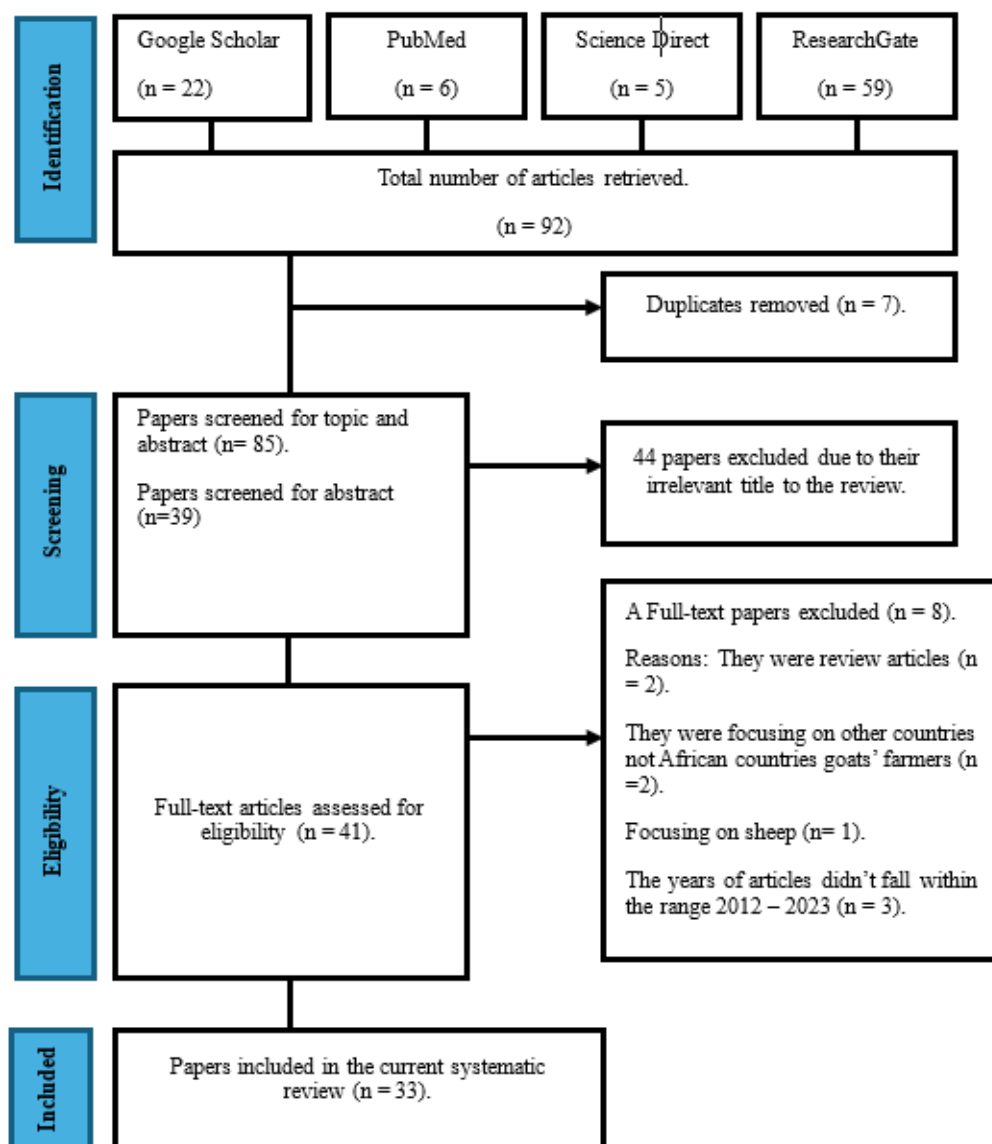 Identification
Google Scholar
(n = 22)
PubMed
(n = 6)
Science Direct
(n = 5)
ResearchGate
(n = 59)
Total number of articles retrieved.
(n = 92)
Duplicates removed (n = 7).
Screening
Papers screened for topic and
abstract (n= 85).
Papers screened for abstract
(n=39)
44 papers excluded due to their
irrelevant title to the review.
Eligibility
Full-text articles assessed for
eligibility (n = 41).
A Full-text papers excluded (n = 8).
Reasons: They were review articles (n
= 2).
They were focusing on other countries
not African countries goats’ farmers (n
=2).
Focusing on sheep (n= 1).
The years of articles didn’t fall within
the range 2012 – 2023 (n = 3).
Included
Papers included in the current systematic
review (n = 33).